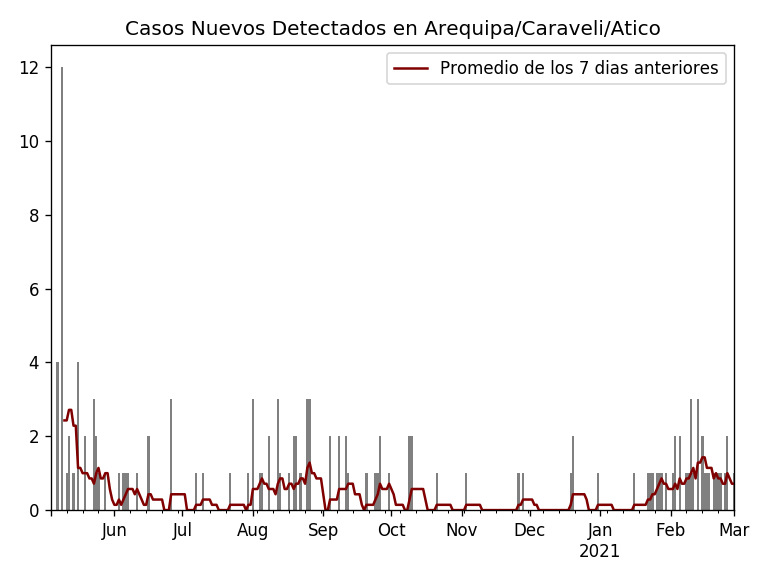 Casos Nuevos Detectados en Arequipa/Caraveli/Atico
Promedio de los 7 dias anteriores
12
10
8
6
4
2
0
Jun Jul Aug Sep Oct Nov Dec Jan Feb Mar
2021